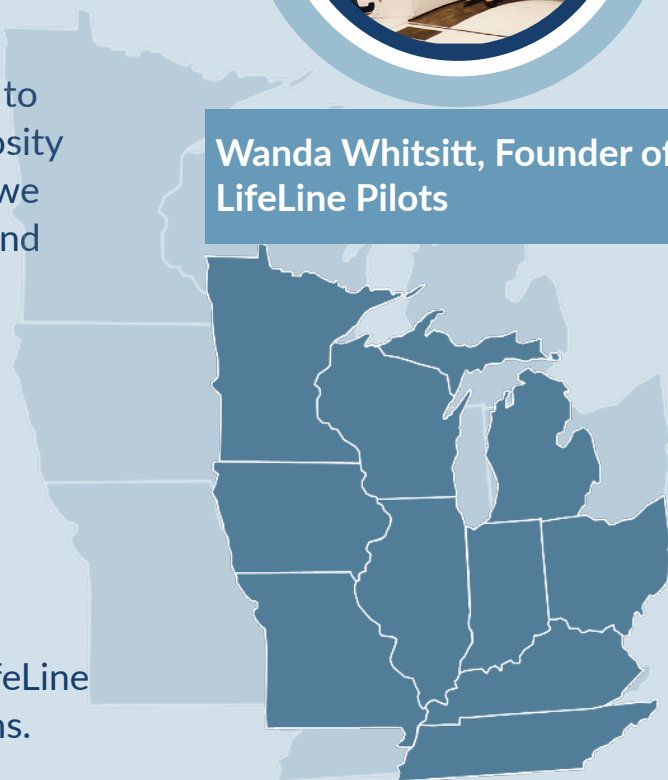 to
osity
we
nd
Wanda Whitsitt, Founder of
LifeLine Pilots
feLine
ns.